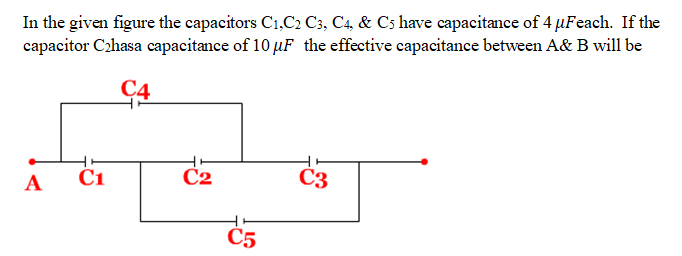 In the given figure the capacitors C1,C2 C3, C4, & C5 have capacitance of 4 μFeach. If the
capacitor C2hasa capacitance of 10 μF the effective capacitance between A& B will be
C4
A C1 C2 C3
C5